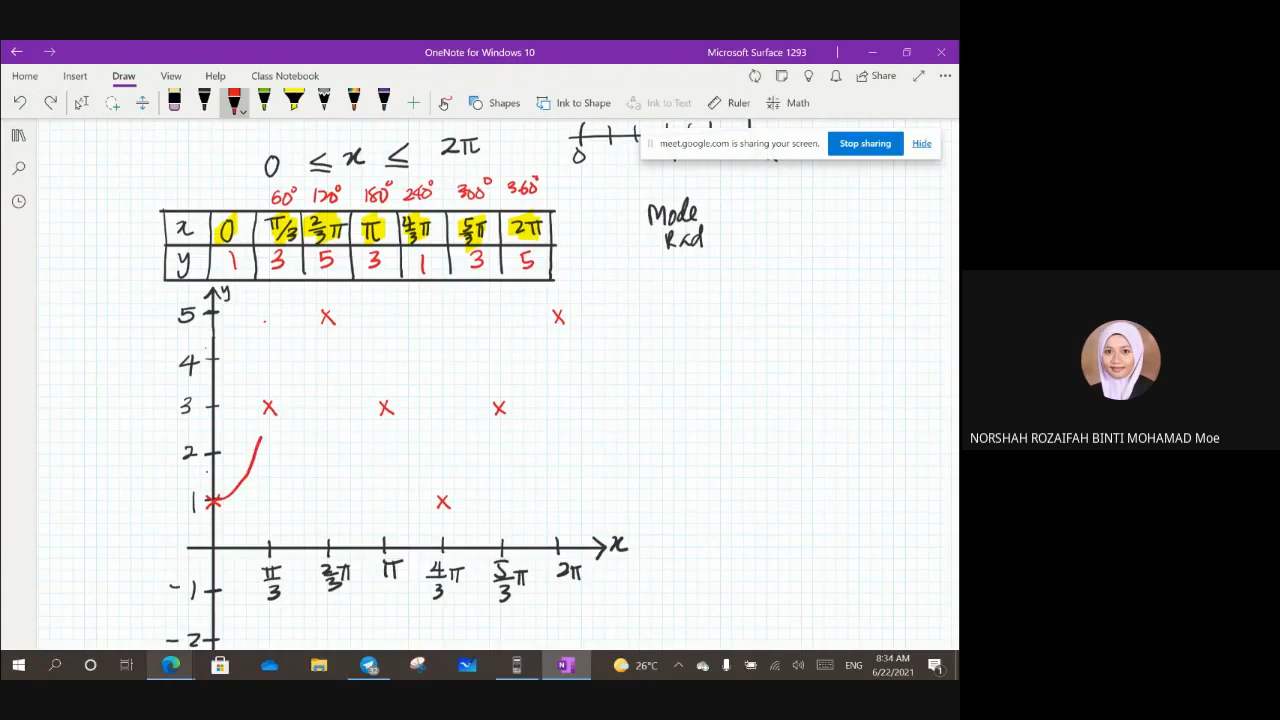 OneNote for Windows 10
Microsoft Surface 1293
Home Insert Draw View Help Class Notebook
Share
Shapes Ink to Shape Ink to Text Ruler Math
meet.google.com is sharing your screen. Stop sharing Hide
0
0 ≤ x ≤ 2π
60° 120° 180° 240° 300° 360°
x 0 π/3 2/3π π 4/3π 5/3π 2π
y 1 3 5 3 1 3 5
Mode
Rad
y
5
4
3
2
1
x
π/3 2/3π π 4/3π 5/3π 2π
-1
-2
NORSHAH ROZAIFAH BINTI MOHAMAD Moe
32
26°C
ENG
8:34 AM
6/22/2021
1